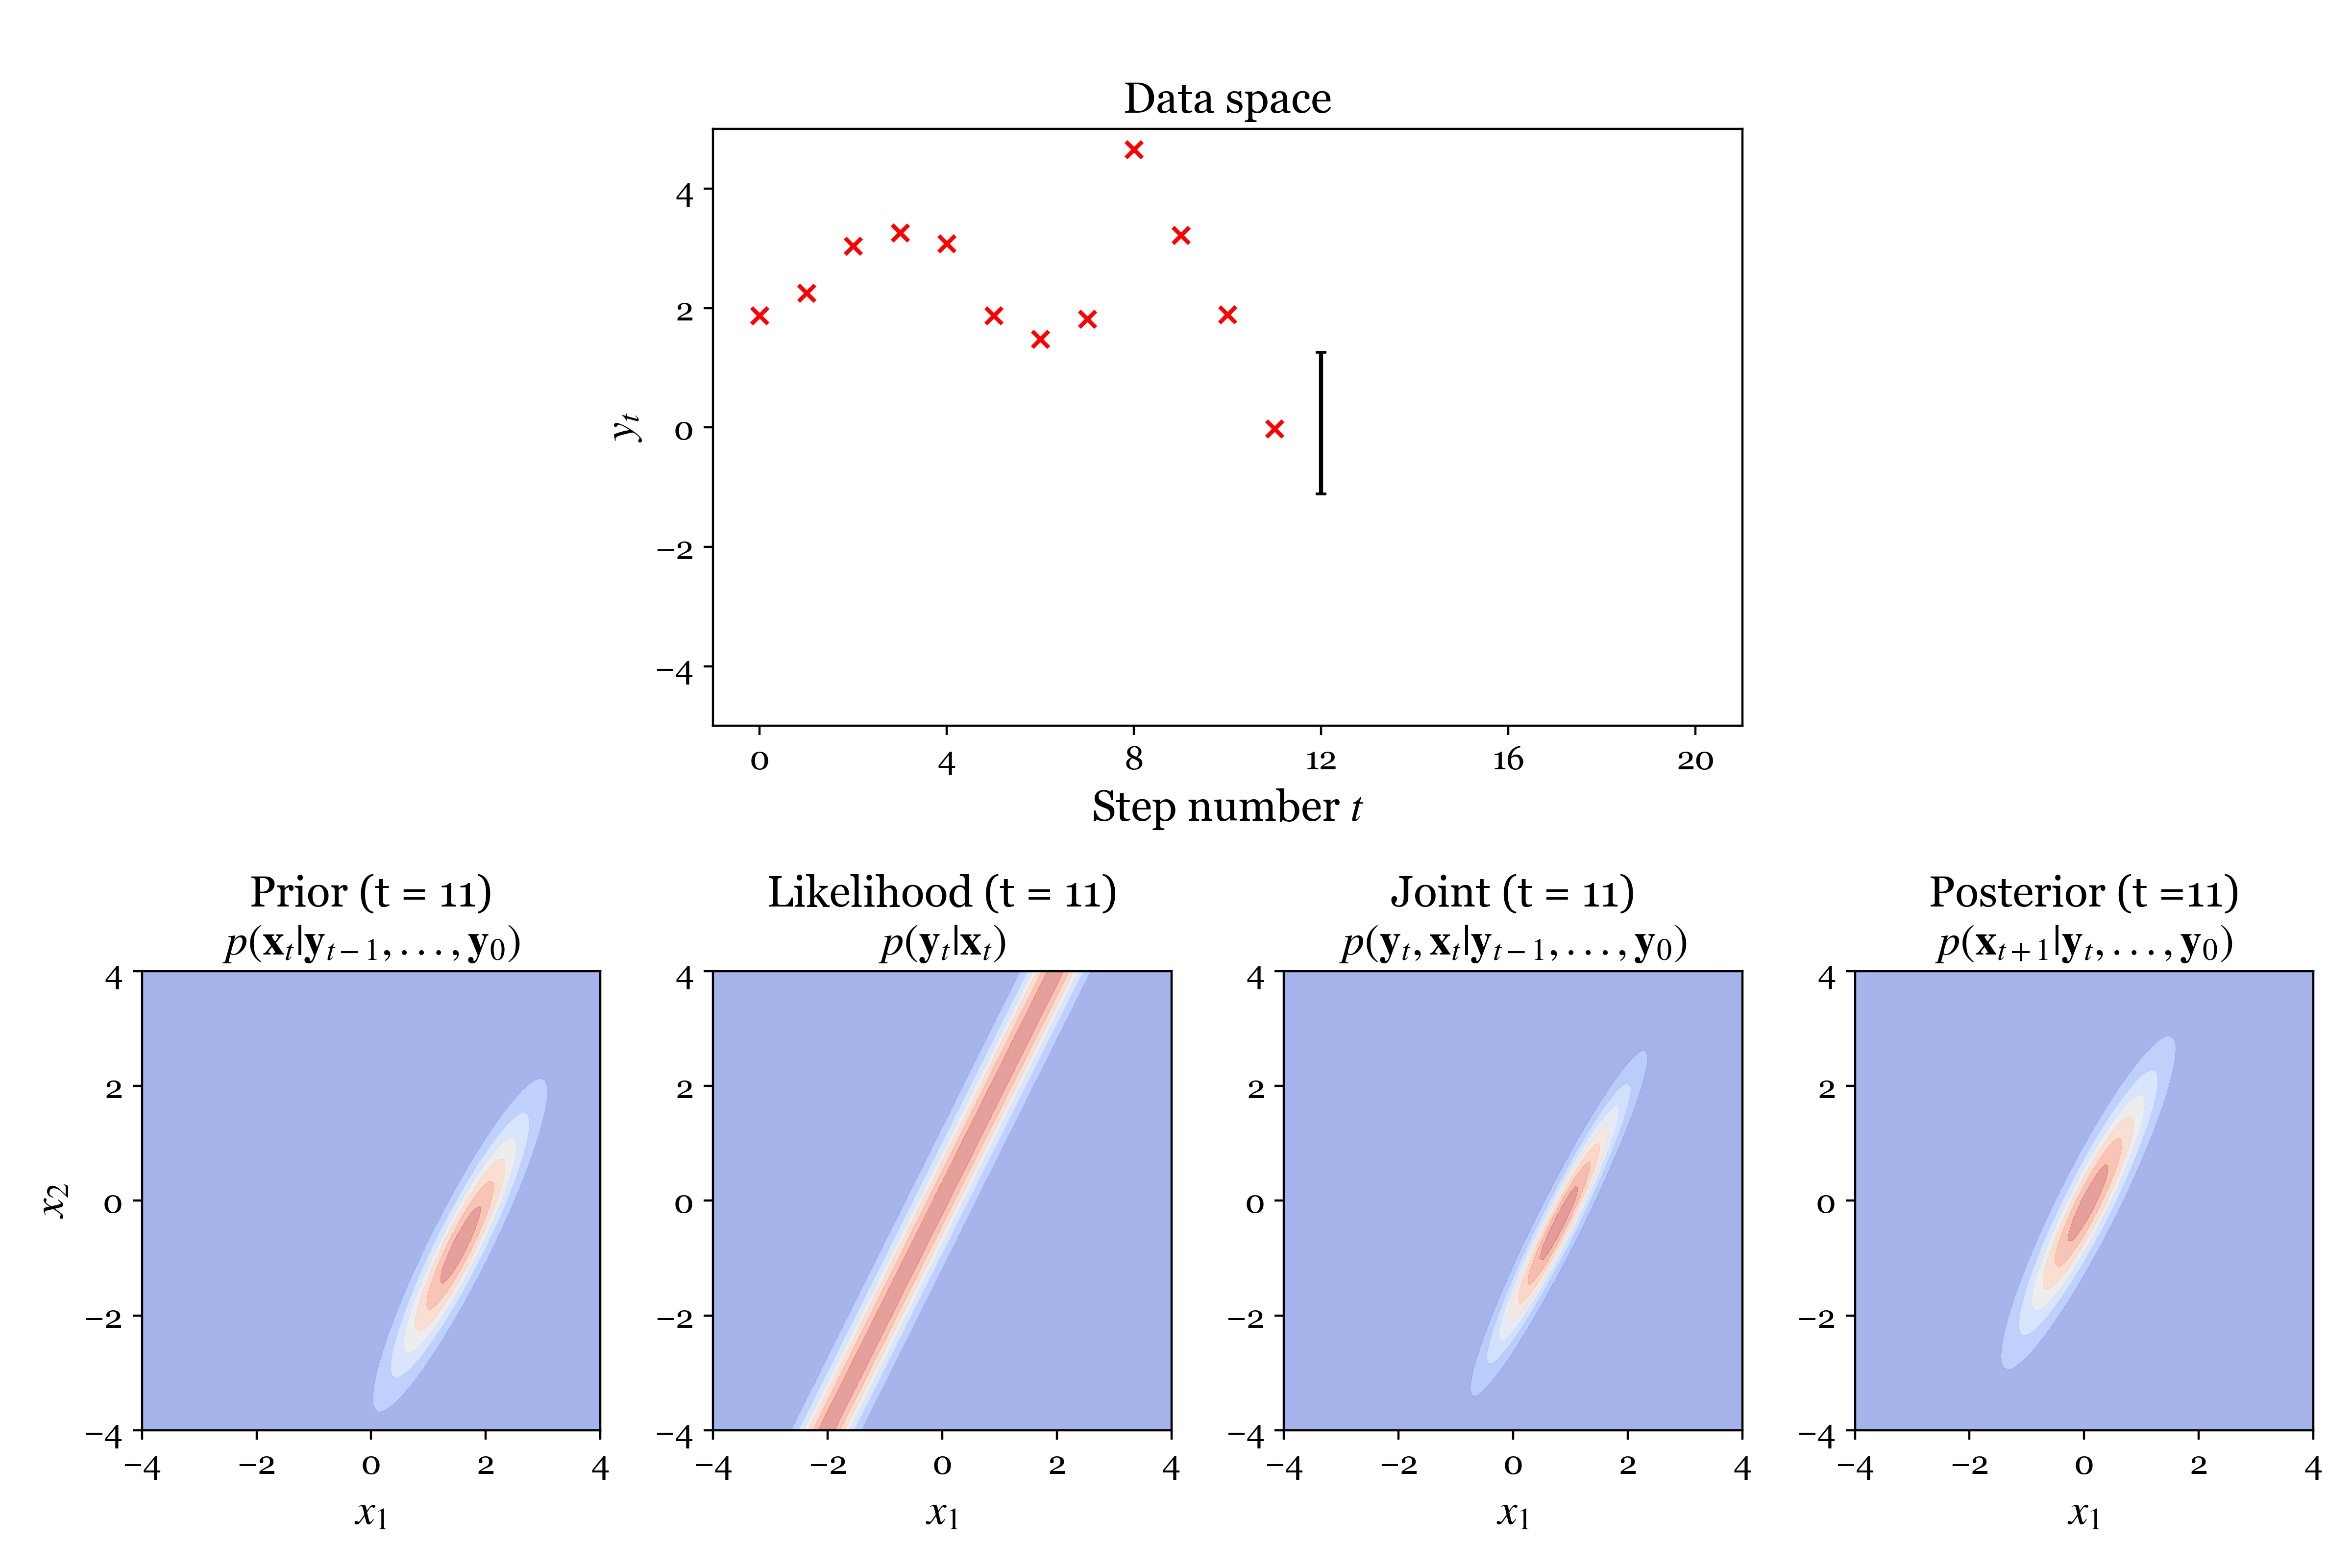 Data space
4
2
0
−2
−4
y_t
0 4 8 12 16 20
Step number t
Prior (t = 11)
p(x_t|y_{t−1}, . . . , y_0)
4
2
0
−2
−4
x_2
−4 −2 0 2 4
x_1
Likelihood (t = 11)
p(y_t|x_t)
4
2
0
−2
−4
−4 −2 0 2 4
x_1
Joint (t = 11)
p(y_t, x_t|y_{t−1}, . . . , y_0)
4
2
0
−2
−4
−4 −2 0 2 4
x_1
Posterior (t =11)
p(x_{t+1}|y_t, . . . , y_0)
4
2
0
−2
−4
−4 −2 0 2 4
x_1